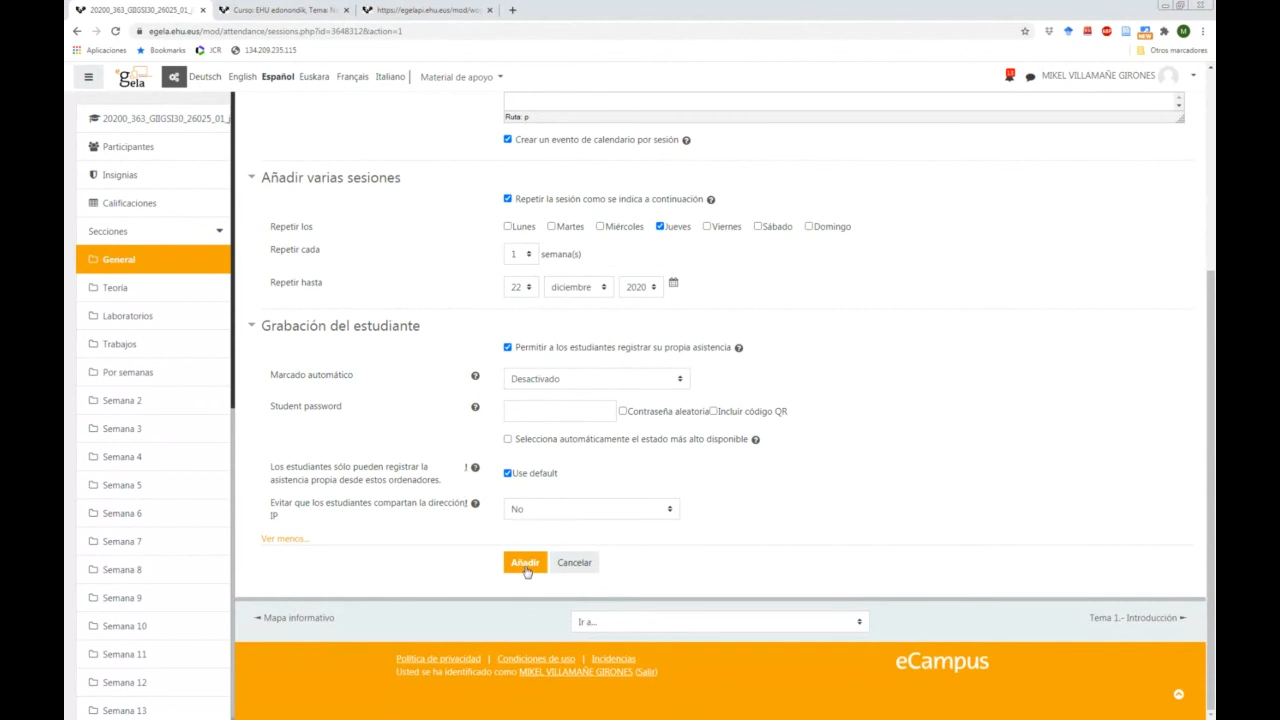 20200_363_GIIGSI30_26025_01_
Curso: EHU edonondik, Tema: N
https://egelapi.ehu.eus/mod/wo
egela.ehu.eus/mod/attendance/sessions.php?id=3648312&action=1
Aplicaciones
Bookmarks
JCR
134.209.235.115
Otros marcadores
gela
Deutsch English Español Euskara Français Italiano
Material de apoyo
13
MIKEL VILLAMAÑE GIRONES
20200_363_GIIGSI30_26025_01_
Participantes
Insignias
Calificaciones
Secciones
General
Teoría
Laboratorios
Trabajos
Por semanas
Semana 2
Semana 3
Semana 4
Semana 5
Semana 6
Semana 7
Semana 8
Semana 9
Semana 10
Semana 11
Semana 12
Semana 13
Ruta: p
Crear un evento de calendario por sesión
Añadir varias sesiones
Repetir la sesión como se indica a continuación
Repetir los
Lunes Martes Miércoles Jueves Viernes Sábado Domingo
Repetir cada
1 semana(s)
Repetir hasta
22 diciembre 2020
Grabación del estudiante
Permitir a los estudiantes registrar su propia asistencia
Marcado automático
Desactivado
Student password
Contraseña aleatoria Incluir código QR
Selecciona automáticamente el estado más alto disponible
Los estudiantes sólo pueden registrar la
asistencia propia desde estos ordenadores.
!
Use default
Evitar que los estudiantes compartan la dirección!
IP
No
Ver menos...
Añadir Cancelar
◄ Mapa informativo
Ir a...
Tema 1.- Introducción ►
Política de privacidad | Condiciones de uso | Incidencias
Usted se ha identificado como MIKEL VILLAMAÑE GIRONES (Salir)
eCampus